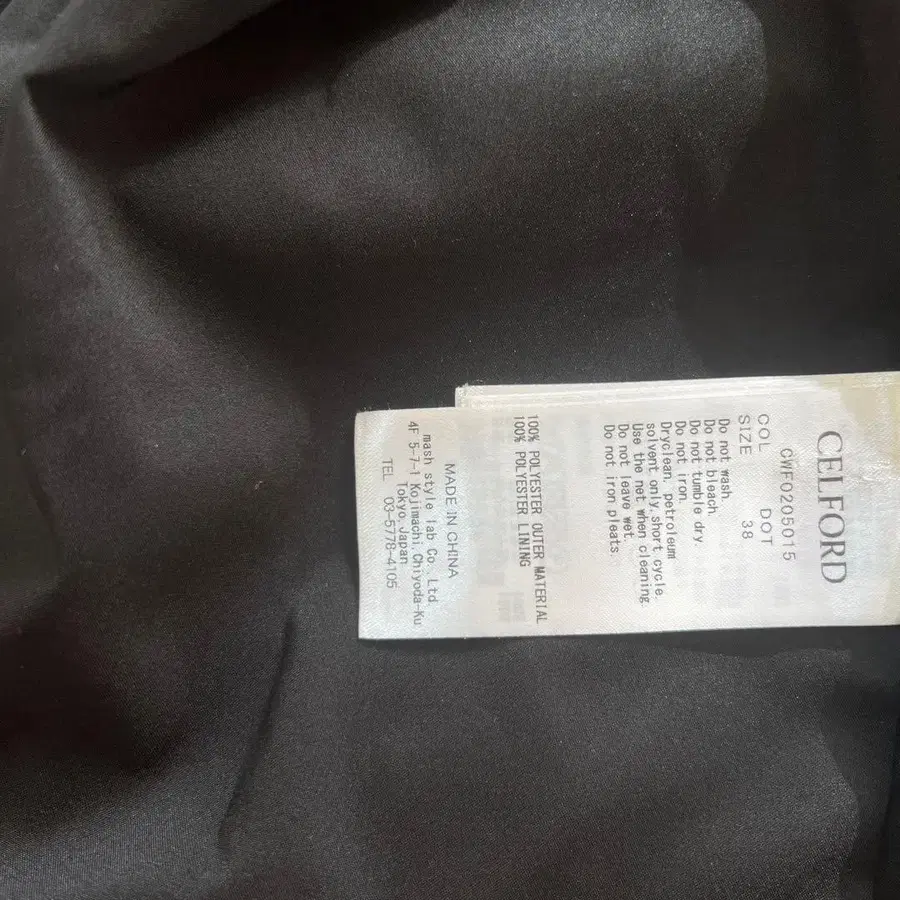 CELFORD
CWFO205015
COL DOT
SIZE 38
Do not wash.
Do not bleach.
Do not tumble dry.
Do not iron.
Dryclean, petroleum
solvent only,short cycle.
Use the net when cleaning.
Do not leave wet.
Do not iron pleats.
100% POLYESTER OUTER MATERIAL
100% POLYESTER LINING
MADE IN CHINA
mash style lab Co.,Ltd.
4F 5-7-1 Kojimachi,Chiyoda-Ku
Tokyo,Japan
TEL 03-5778-4105